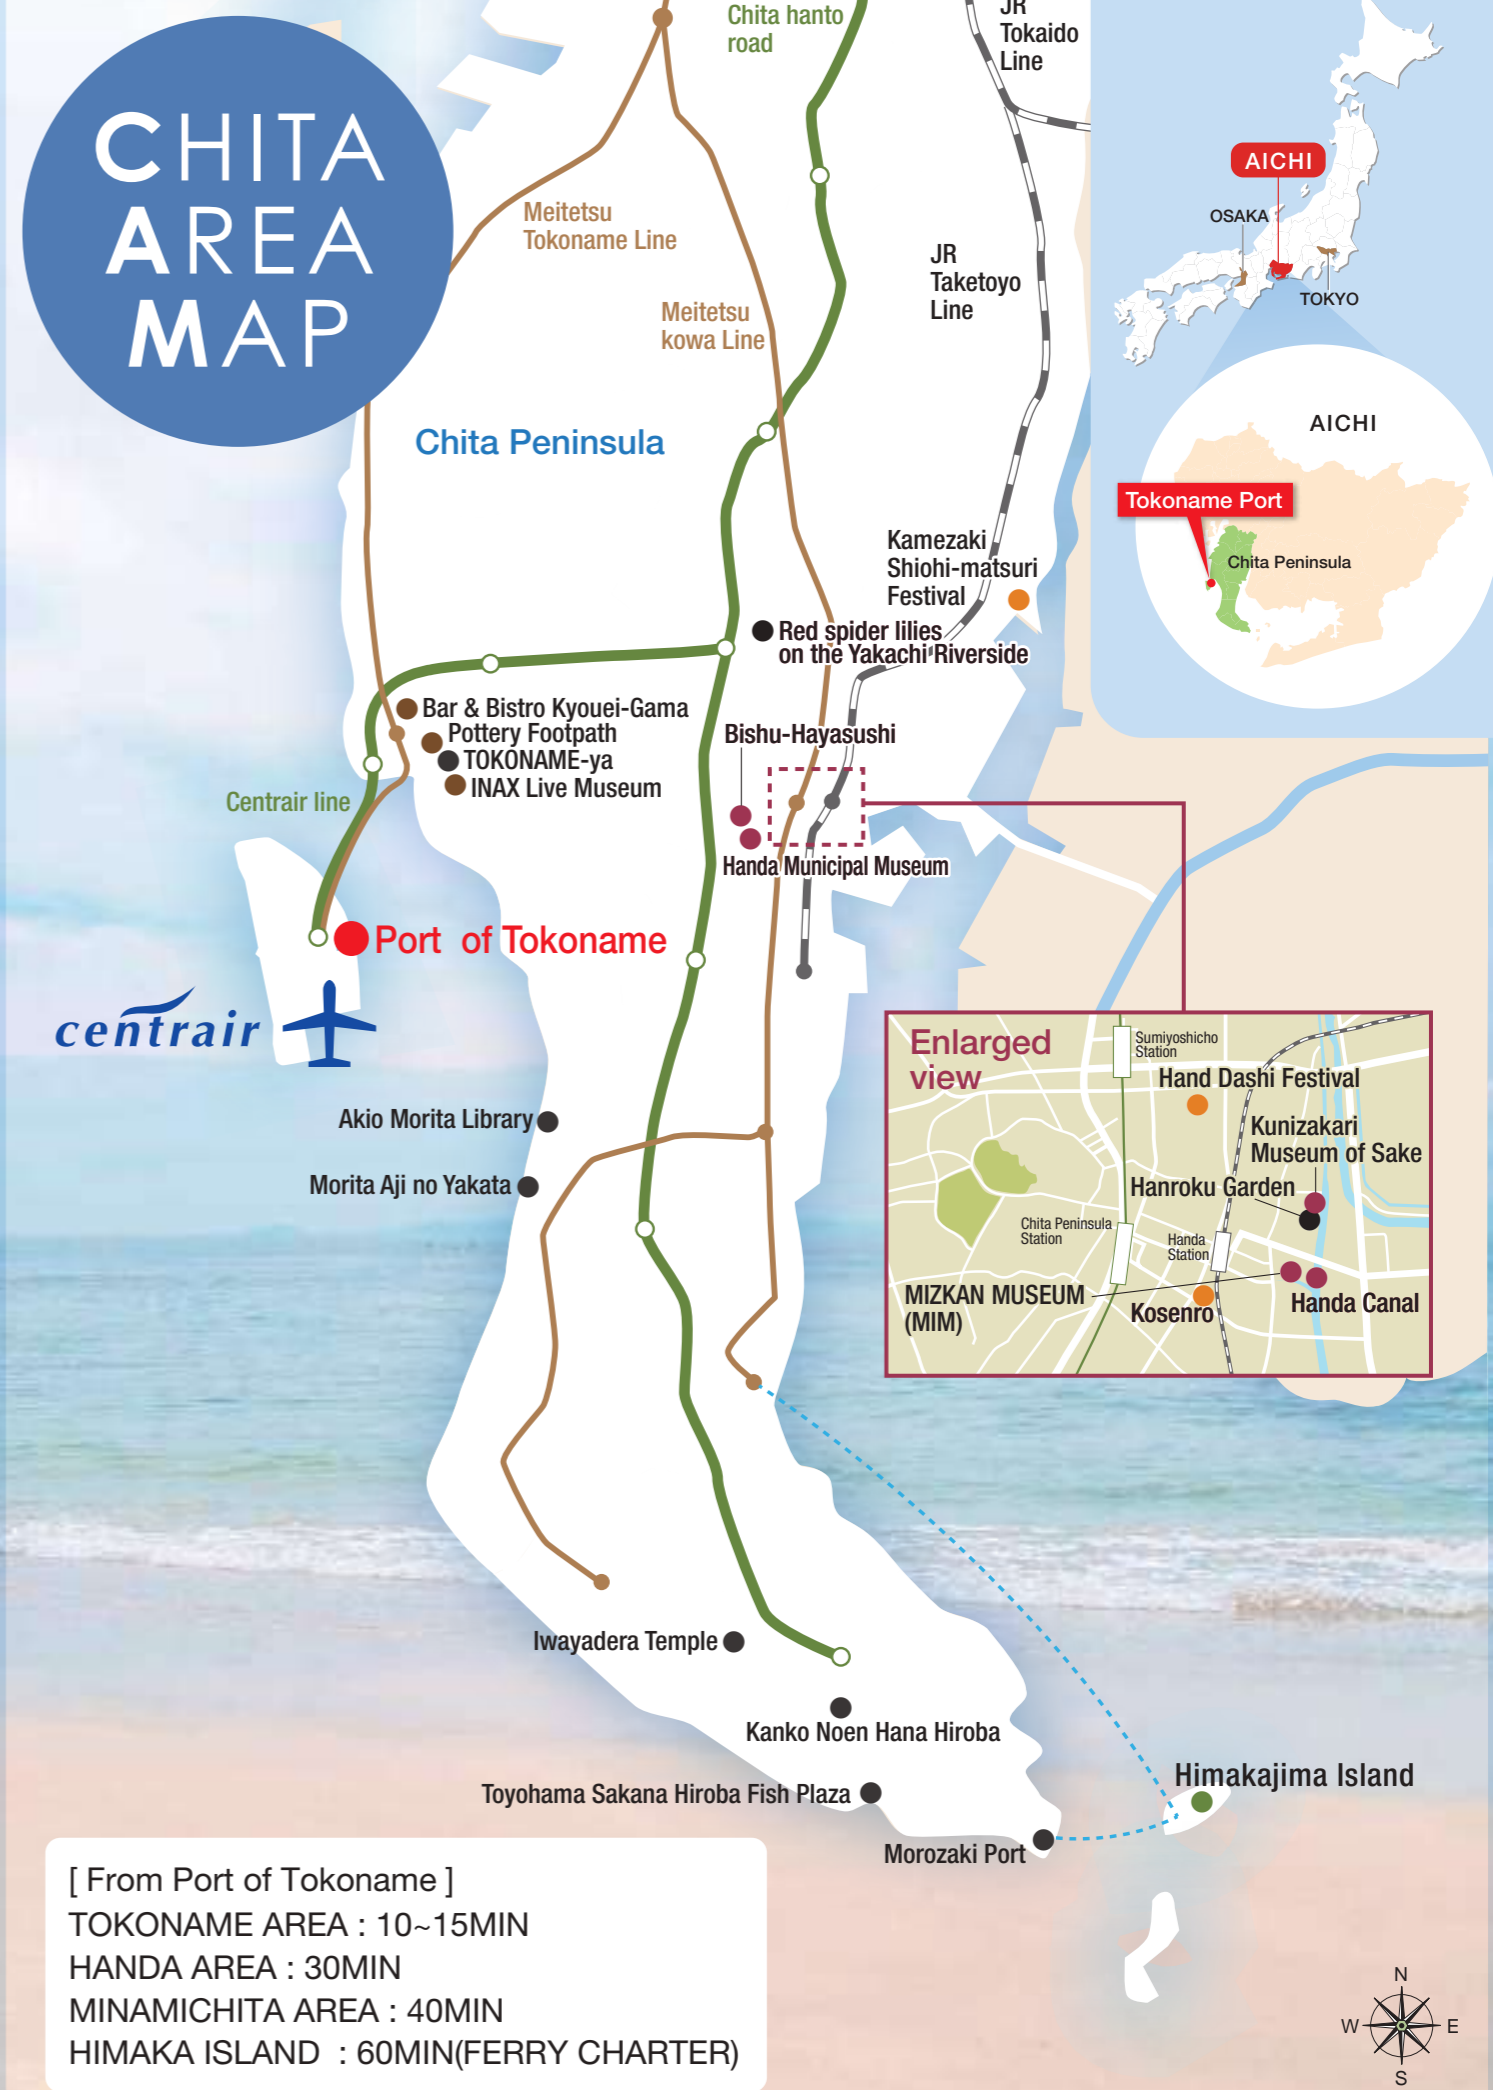 CHITA
AREA
MAP
Chita hanto
road
JR
Tokaido
Line
Meitetsu
Tokoname Line
Meitetsu
kowa Line
JR
Taketoyo
Line
AICHI
OSAKA
TOKYO
AICHI
Tokoname Port
Chita Peninsula
Chita Peninsula
Kamezaki
Shiohi-matsuri
Festival
Red spider lilies
on the Yakachi Riverside
Bar & Bistro Kyouei-Gama
Pottery Footpath
TOKONAME-ya
INAX Live Museum
Bishu-Hayasushi
Centrair line
Handa Municipal Museum
Port of Tokoname
centrair
Enlarged
view
Sumiyoshicho
Station
Hand Dashi Festival
Kunizakari
Museum of Sake
Hanroku Garden
Chita Peninsula
Station
Handa
Station
MIZKAN MUSEUM
(MIM)
Kosenro
Handa Canal
Akio Morita Library
Morita Aji no Yakata
Iwayadera Temple
Kanko Noen Hana Hiroba
Toyohama Sakana Hiroba Fish Plaza
Himakajima Island
Morozaki Port
[ From Port of Tokoname ]
TOKONAME AREA : 10~15MIN
HANDA AREA : 30MIN
MINAMICHITA AREA : 40MIN
HIMAKA ISLAND : 60MIN(FERRY CHARTER)
N
W E
S